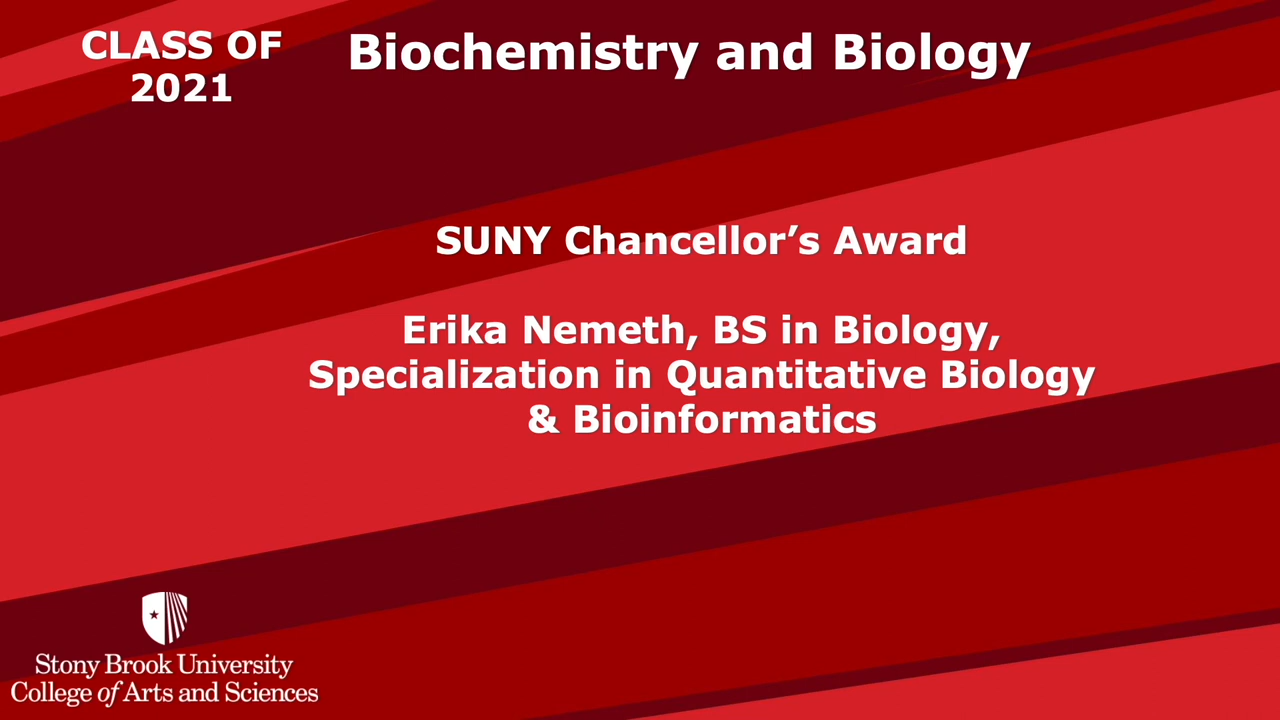 CLASS OF
2021
Biochemistry and Biology
SUNY Chancellor’s Award
Erika Nemeth, BS in Biology,
Specialization in Quantitative Biology
& Bioinformatics
Stony Brook University
College of Arts and Sciences